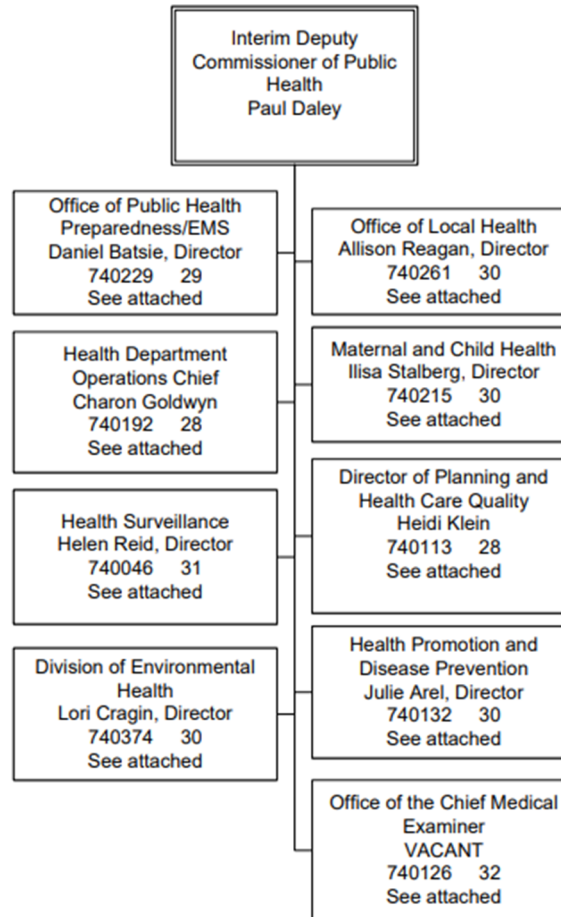 Interim Deputy
Commissioner of Public
Health
Paul Daley
Office of Public Health
Preparedness/EMS
Daniel Batsie, Director
740229 29
See attached
Office of Local Health
Allison Reagan, Director
740261 30
See attached
Health Department
Operations Chief
Charon Goldwyn
740192 28
See attached
Maternal and Child Health
Ilisa Stalberg, Director
740215 30
See attached
Health Surveillance
Helen Reid, Director
740046 31
See attached
Director of Planning and
Health Care Quality
Heidi Klein
740113 28
See attached
Division of Environmental
Health
Lori Cragin, Director
740374 30
See attached
Health Promotion and
Disease Prevention
Julie Arel, Director
740132 30
See attached
Office of the Chief Medical
Examiner
VACANT
740126 32
See attached